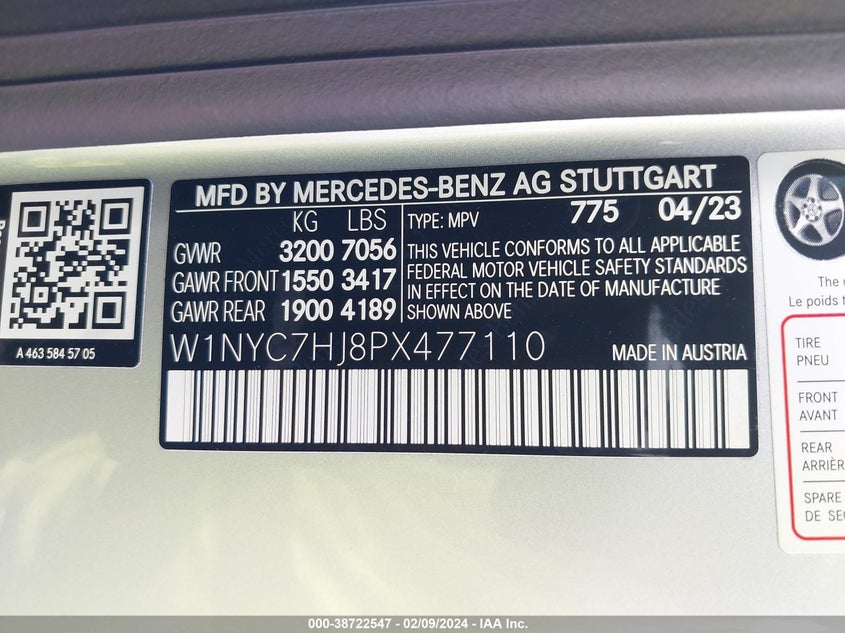 MFD BY MERCEDES-BENZ AG STUTTGART
KG LBS
GVWR 3200 7056
GAWR FRONT 1550 3417
GAWR REAR 1900 4189
TYPE: MPV 775 04/23
THIS VEHICLE CONFORMS TO ALL APPLICABLE
FEDERAL MOTOR VEHICLE SAFETY STANDARDS
IN EFFECT ON THE DATE OF MANUFACTURE
SHOWN ABOVE
W1NYC7HJ8PX477110 MADE IN AUSTRIA
A 463 584 57 05
The
Le poids
TIRE
PNEU
FRONT
AVANT
REAR
ARRIÈR
SPARE
DE SE
000-38722547 - 02/09/2024 - IAA Inc.